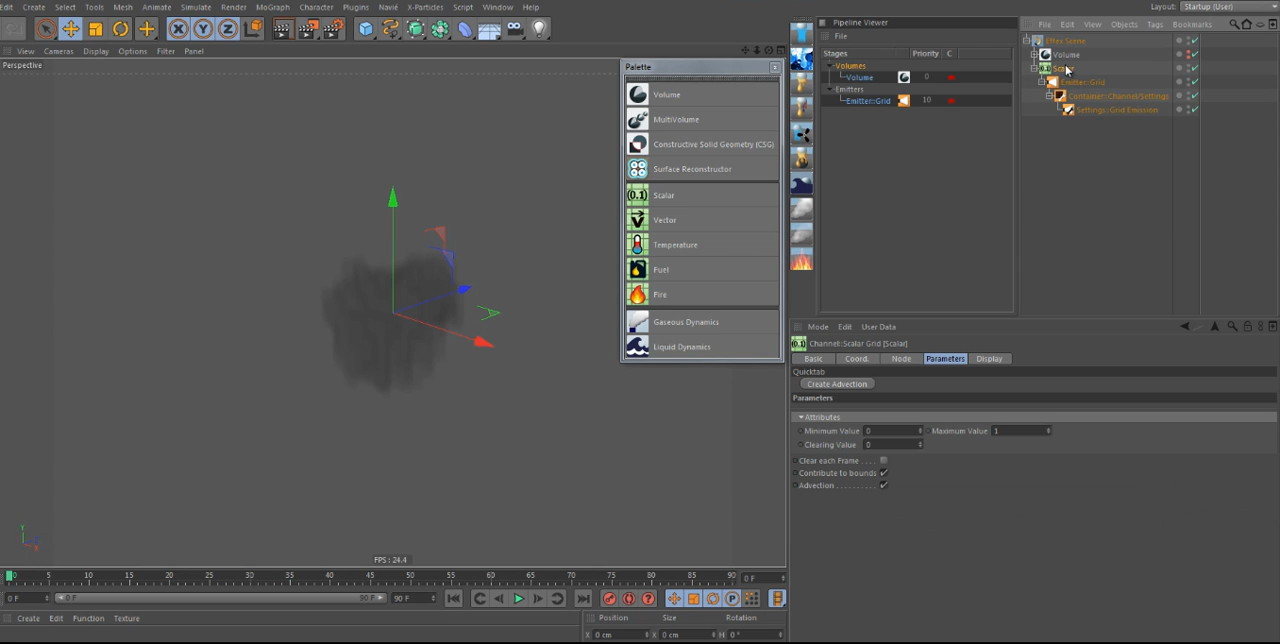 Edit Create Select Tools Mesh Animate Simulate Render MoGraph Character Plugins Navié X-Particles Script Window Help Layout: Startup (User)
X Y Z
View Cameras Display Options Filter Panel
Perspective
Palette
Volume
MultiVolume
Constructive Solid Geometry (CSG)
Surface Reconstructor
Scalar
Vector
Temperature
Fuel
Fire
Gaseous Dynamics
Liquid Dynamics
Pipeline Viewer
File
Stages Priority C
Volumes
Volume 0
Emitters
Emitter::Grid 10
File Edit View Objects Tags Bookmarks
Effex Scene
Volume
Emitter::Grid
Container::Channel/Settings
Settings::Grid Emission
Mode Edit User Data
Channel::Scalar Grid [Scalar]
Basic Coord. Node Parameters Display
Quicktab
Create Advection
Parameters
Attributes
Minimum Value 0 Maximum Value 1
Clearing Value 0
Clear each Frame . . . .
Contribute to bounds
Advection . . . . . . . . . .
Y
X
FPS : 24.4
0 5 10 15 20 25 30 35 40 45 50 55 60 65 70 75 80 85 90 0 F
0 F 0 F 90 F 90 F
Create Edit Function Texture
Position Size Rotation
X 0 cm X 0 cm H 0 °